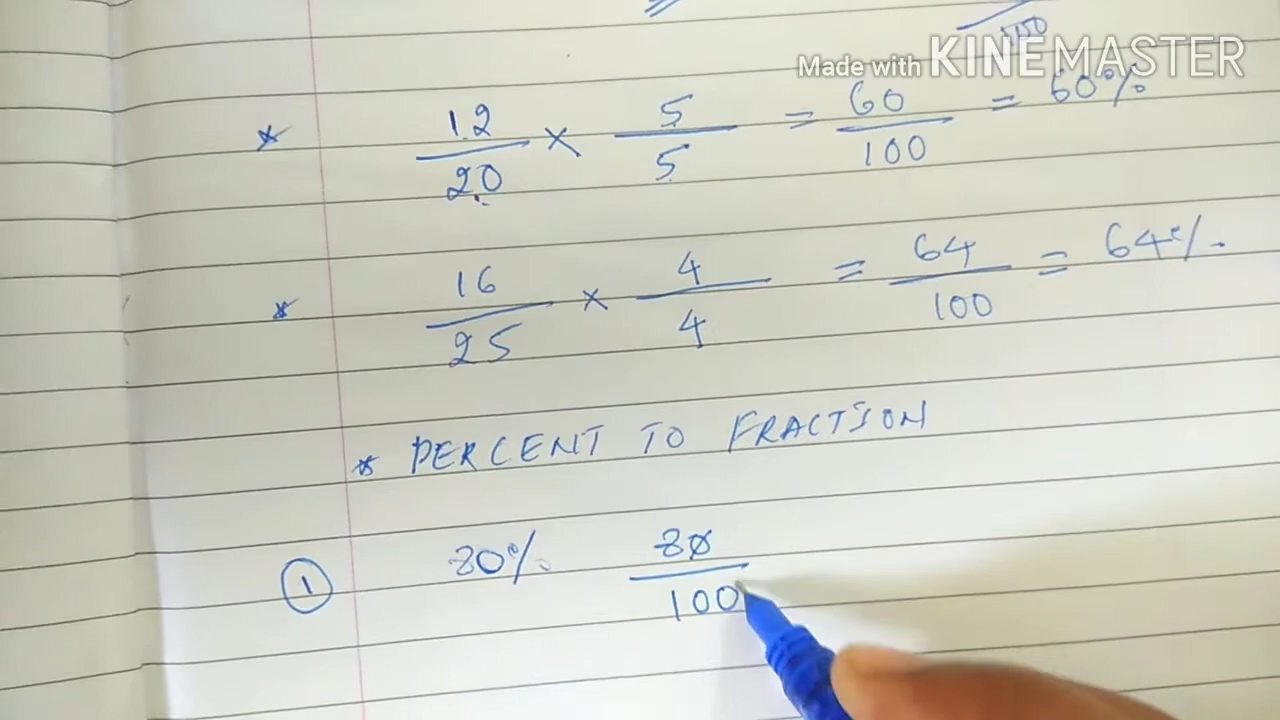 100
Made with KINEMASTER
* 12/20 × 5/5 = 60/100 = 60%
* 16/25 × 4/4 = 64/100 = 64%.
* PERCENT TO FRACTION
① 80% 80/100